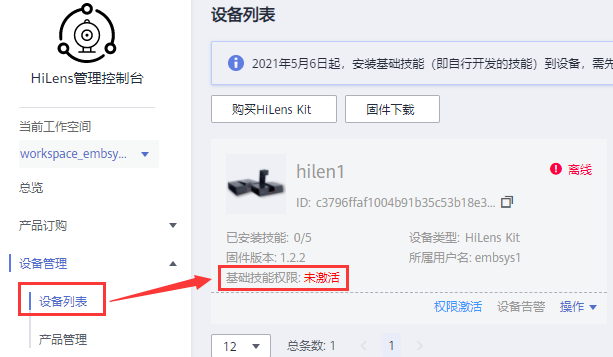 HiLens管理控制台
当前工作空间
workspace_embsy...
总览
产品订购
设备管理
设备列表
产品管理
设备列表
2021年5月6日起，安装基础技能（即自行开发的技能）到设备，需先
购买HiLens Kit
固件下载
hilen1
离线
ID: c3796ffaf1004b91b35c53b18e3...
已安装技能: 0/5
设备类型: HiLens Kit
固件版本: 1.2.2
所属用户名: embsys1
基础技能权限: 未激活
权限激活
设备告警
操作
12
总条数: 1
1